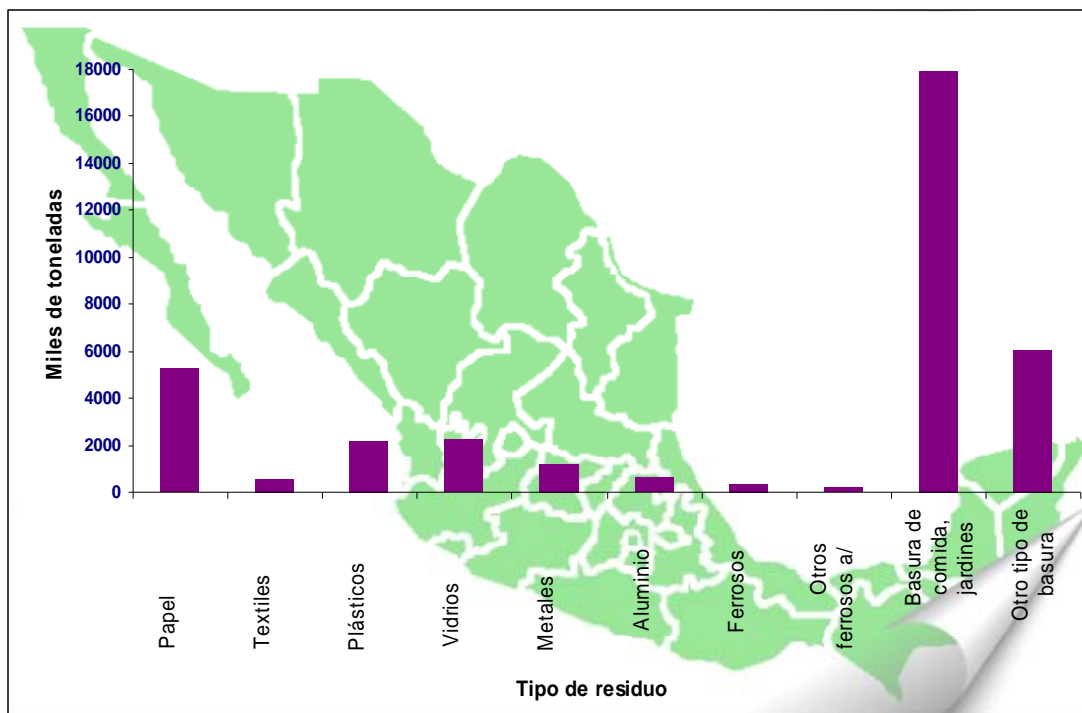 18000
16000
14000
12000
10000
8000
6000
4000
2000
0
Miles de toneladas
Papel
Textiles
Plásticos
Vidrios
Metales
Aluminio
Ferrosos
Otros
ferrosos a/
Basura de
comida,
jardines
Otro tipo de
basura
Tipo de residuo